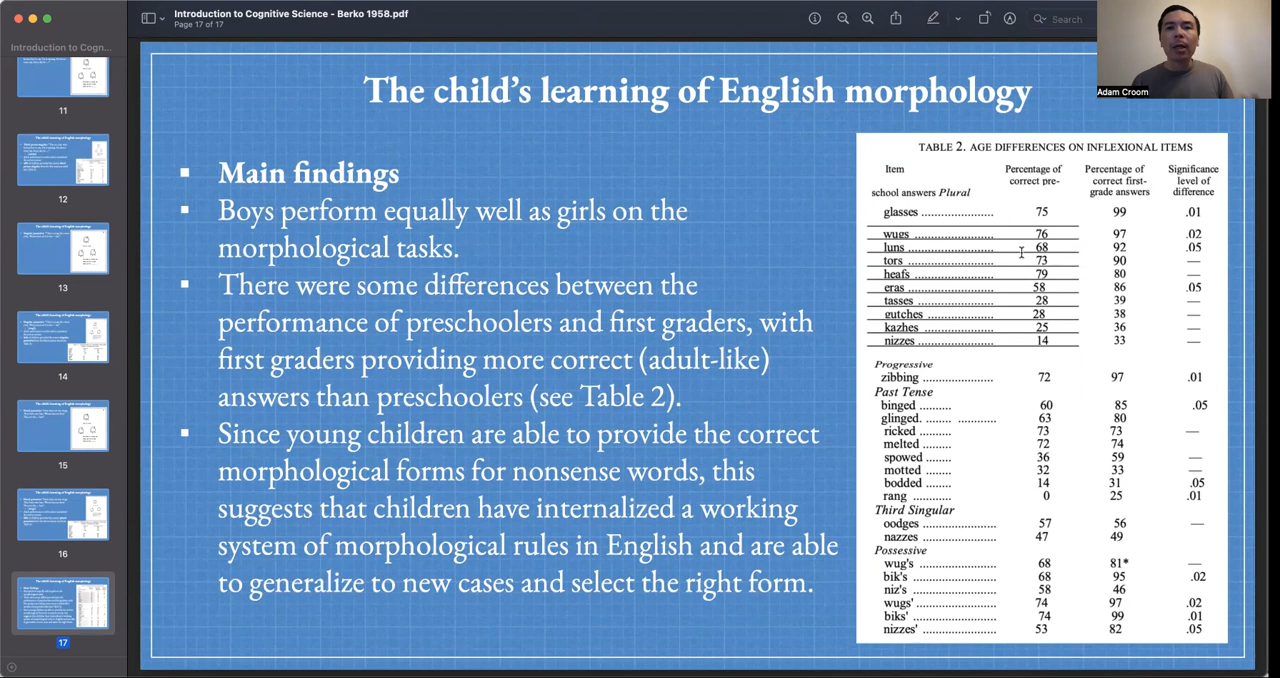 Introduction to Cognitive Science - Berko 1958.pdf
Page 17 of 17
Search
Introduction to Cogn...
11
12
13
14
15
16
17
Adam Croom
The child's learning of English morphology
▪ Main findings
▪ Boys perform equally well as girls on the
morphological tasks.
▪ There were some differences between the
performance of preschoolers and first graders, with
first graders providing more correct (adult-like)
answers than preschoolers (see Table 2).
▪ Since young children are able to provide the correct
morphological forms for nonsense words, this
suggests that children have internalized a working
system of morphological rules in English and are able
to generalize to new cases and select the right form.
TABLE 2. AGE DIFFERENCES ON INFLEXIONAL ITEMS
Item Percentage of Percentage of Significance
correct pre- correct first- level of
school answers Plural grade answers difference
glasses ........................ 75 99 .01
wugs ........................ 76 97 .02
luns ........................ 68 92 .05
tors ........................ 73 90 —
heafs ........................ 79 80 —
eras ........................ 58 86 .05
tasses ........................ 28 39 —
gutches ........................ 28 38 —
kazhes ........................ 25 36 —
nizzes ........................ 14 33 —
Progressive
zibbing ........................ 72 97 .01
Past Tense
binged .......... 60 85 .05
glinged. .......... ............ 63 80
ricked .......... 73 73 —
melted ........ 72 74
spowed ........ 36 59 —
motted ........ 32 33 —
bodded ........ 14 31 .05
rang ............ 0 25 .01
Third Singular
oodges ........................ 57 56 —
nazzes ........................ 47 49
Possessive
wug's ........................ 68 81* —
bik's ........................ 68 95 .02
niz's ........................ 58 46
wugs' ........................ 74 97 .02
biks' ........................ 74 99 .01
nizzes' ........................ 53 82 .05